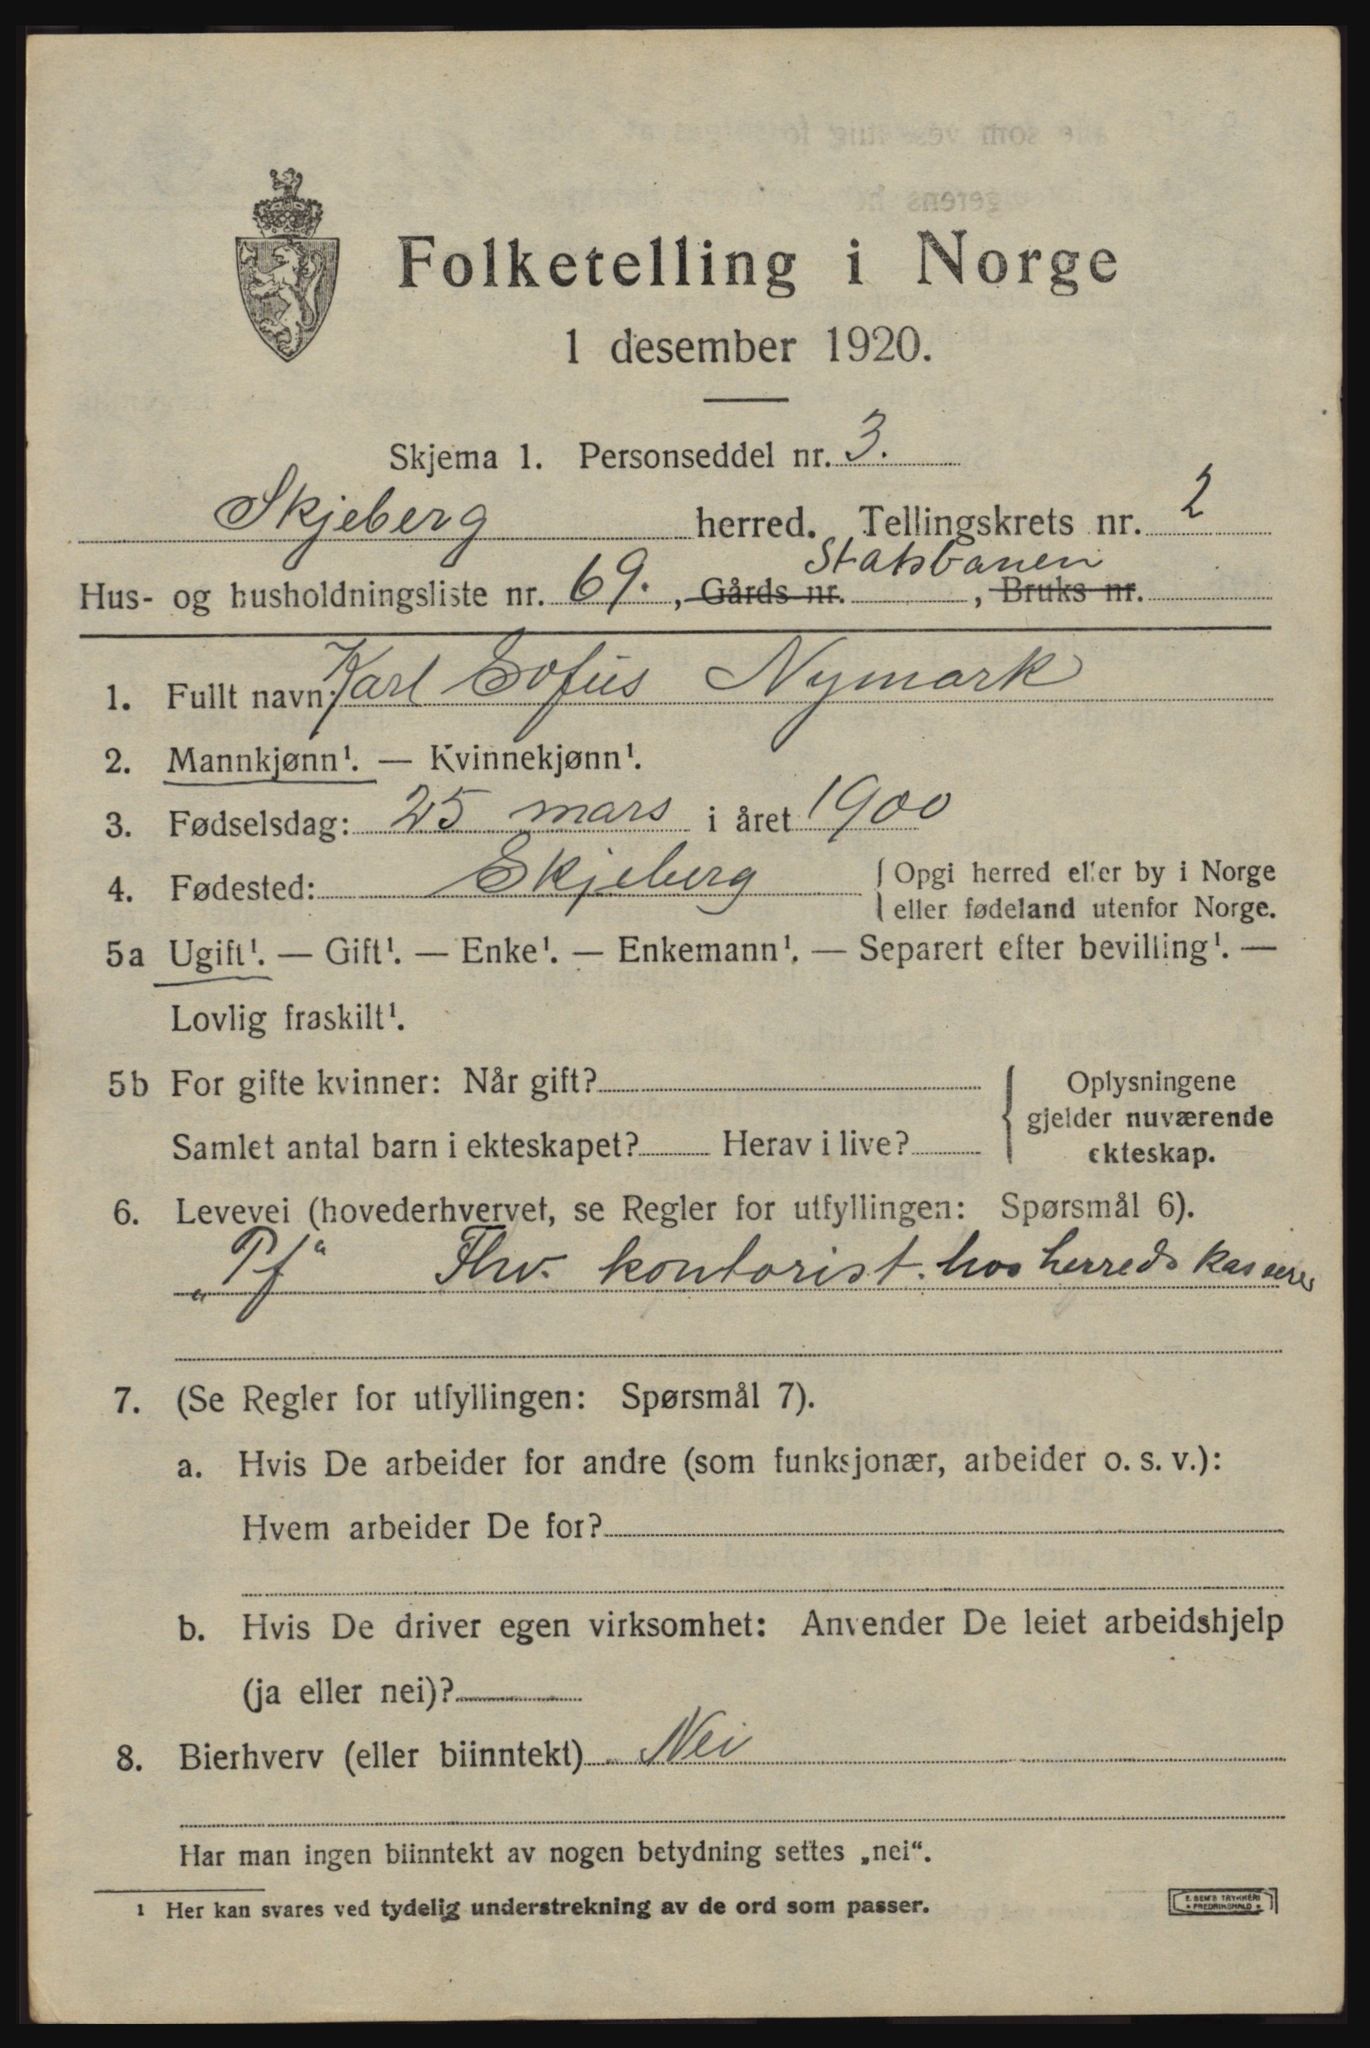 Folketelling i Norge
1 desember 1920.
Skjema 1. Personseddel nr. 3.
Skjeberg herred. Tellingskrets nr. 2
Statsbanen
Hus- og husholdningsliste nr. 69., Gårds nr. , Bruks nr.
1. Fullt navn: Karl Sofus Nymark
2. Mannkjønn¹. — Kvinnekjønn¹.
3. Fødselsdag: 25 mars i året 1900
4. Fødested: Skjeberg { Opgi herred eller by i Norge
eller fødeland utenfor Norge.
5a Ugift¹. — Gift¹. — Enke¹. — Enkemann¹. — Separert efter bevilling¹. —
Lovlig fraskilt¹.
5b For gifte kvinner: Når gift?
Samlet antal barn i ekteskapet? Herav i live?
{ Oplysningene
gjelder nuværende
ekteskap.
6. Levevei (hovederhvervet, se Regler for utfyllingen: Spørsmål 6).
„Pf“ Fhv. kontorist. hos herredskasserer
7. (Se Regler for utfyllingen: Spørsmål 7).
a. Hvis De arbeider for andre (som funksjonær, arbeider o. s. v.):
Hvem arbeider De for?
b. Hvis De driver egen virksomhet: Anvender De leiet arbeidshjelp
(ja eller nei)?
8. Bierhverv (eller biinntekt) Nei
Har man ingen biinntekt av nogen betydning settes „nei“.
¹ Her kan svares ved tydelig understrekning av de ord som passer.
E. SEM'S TRYKKERI
FREDRIKSHALD